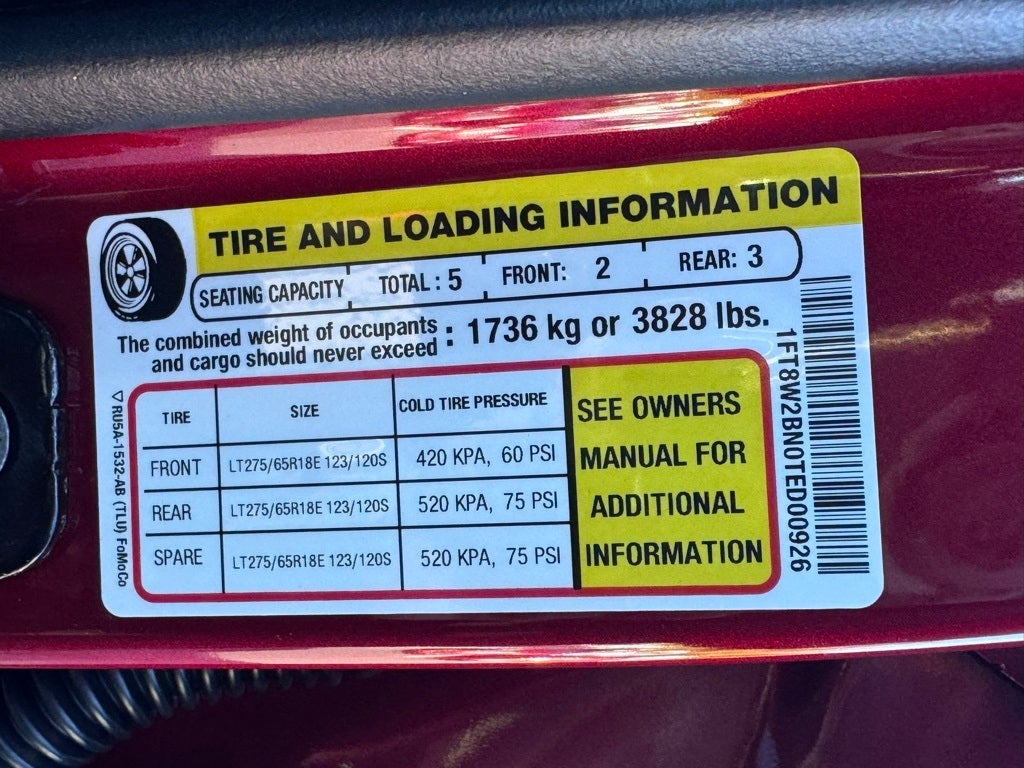 TIRE AND LOADING INFORMATION
SEATING CAPACITY TOTAL : 5 FRONT: 2 REAR: 3
The combined weight of occupants
and cargo should never exceed : 1736 kg or 3828 lbs.
TIRE SIZE COLD TIRE PRESSURE
FRONT LT275/65R18E 123/120S 420 KPA, 60 PSI
REAR LT275/65R18E 123/120S 520 KPA, 75 PSI
SPARE LT275/65R18E 123/120S 520 KPA, 75 PSI
SEE OWNERS
MANUAL FOR
ADDITIONAL
INFORMATION
1FT8W2BN0TED00926
RU5A-1532-AB (TLU) FoMoCo